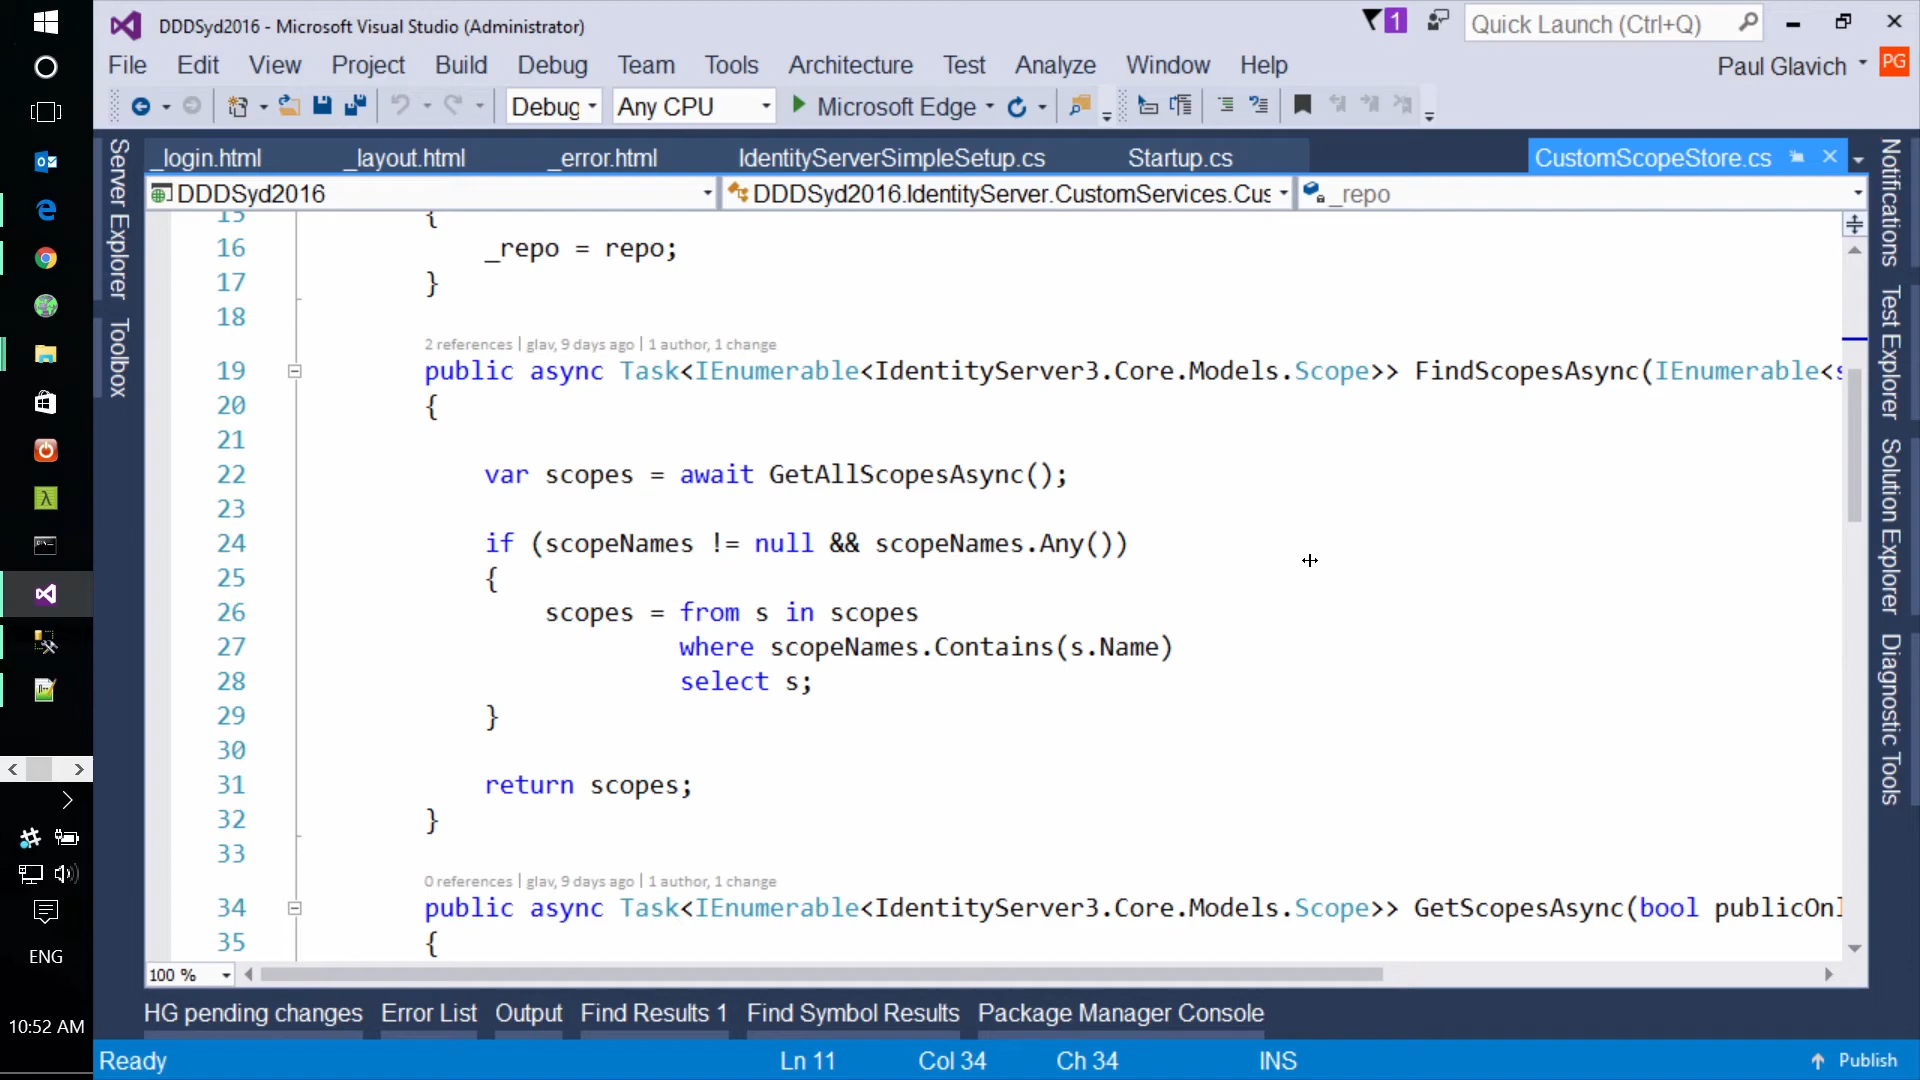 DDDSyd2016 - Microsoft Visual Studio (Administrator)
1
Quick Launch (Ctrl+Q)
File Edit View Project Build Debug Team Tools Architecture Test Analyze Window Help
Paul Glavich
PG
Debug Any CPU Microsoft Edge
Server Explorer
Toolbox
_login.html _layout.html _error.html IdentityServerSimpleSetup.cs Startup.cs CustomScopeStore.cs
DDDSyd2016 DDDSyd2016.IdentityServer.CustomServices.Cus _repo
15 {
16 _repo = repo;
17 }
18
2 references | glav, 9 days ago | 1 author, 1 change
19 public async Task<IEnumerable<IdentityServer3.Core.Models.Scope>> FindScopesAsync(IEnumerable<s
20 {
21
22 var scopes = await GetAllScopesAsync();
23
24 if (scopeNames != null && scopeNames.Any())
25 {
26 scopes = from s in scopes
27 where scopeNames.Contains(s.Name)
28 select s;
29 }
30
31 return scopes;
32 }
33
0 references | glav, 9 days ago | 1 author, 1 change
34 public async Task<IEnumerable<IdentityServer3.Core.Models.Scope>> GetScopesAsync(bool publicOnl
35 {
100 %
Notifications
Test Explorer
Solution Explorer
Diagnostic Tools
HG pending changes Error List Output Find Results 1 Find Symbol Results Package Manager Console
Ready Ln 11 Col 34 Ch 34 INS Publish
ENG
10:52 AM